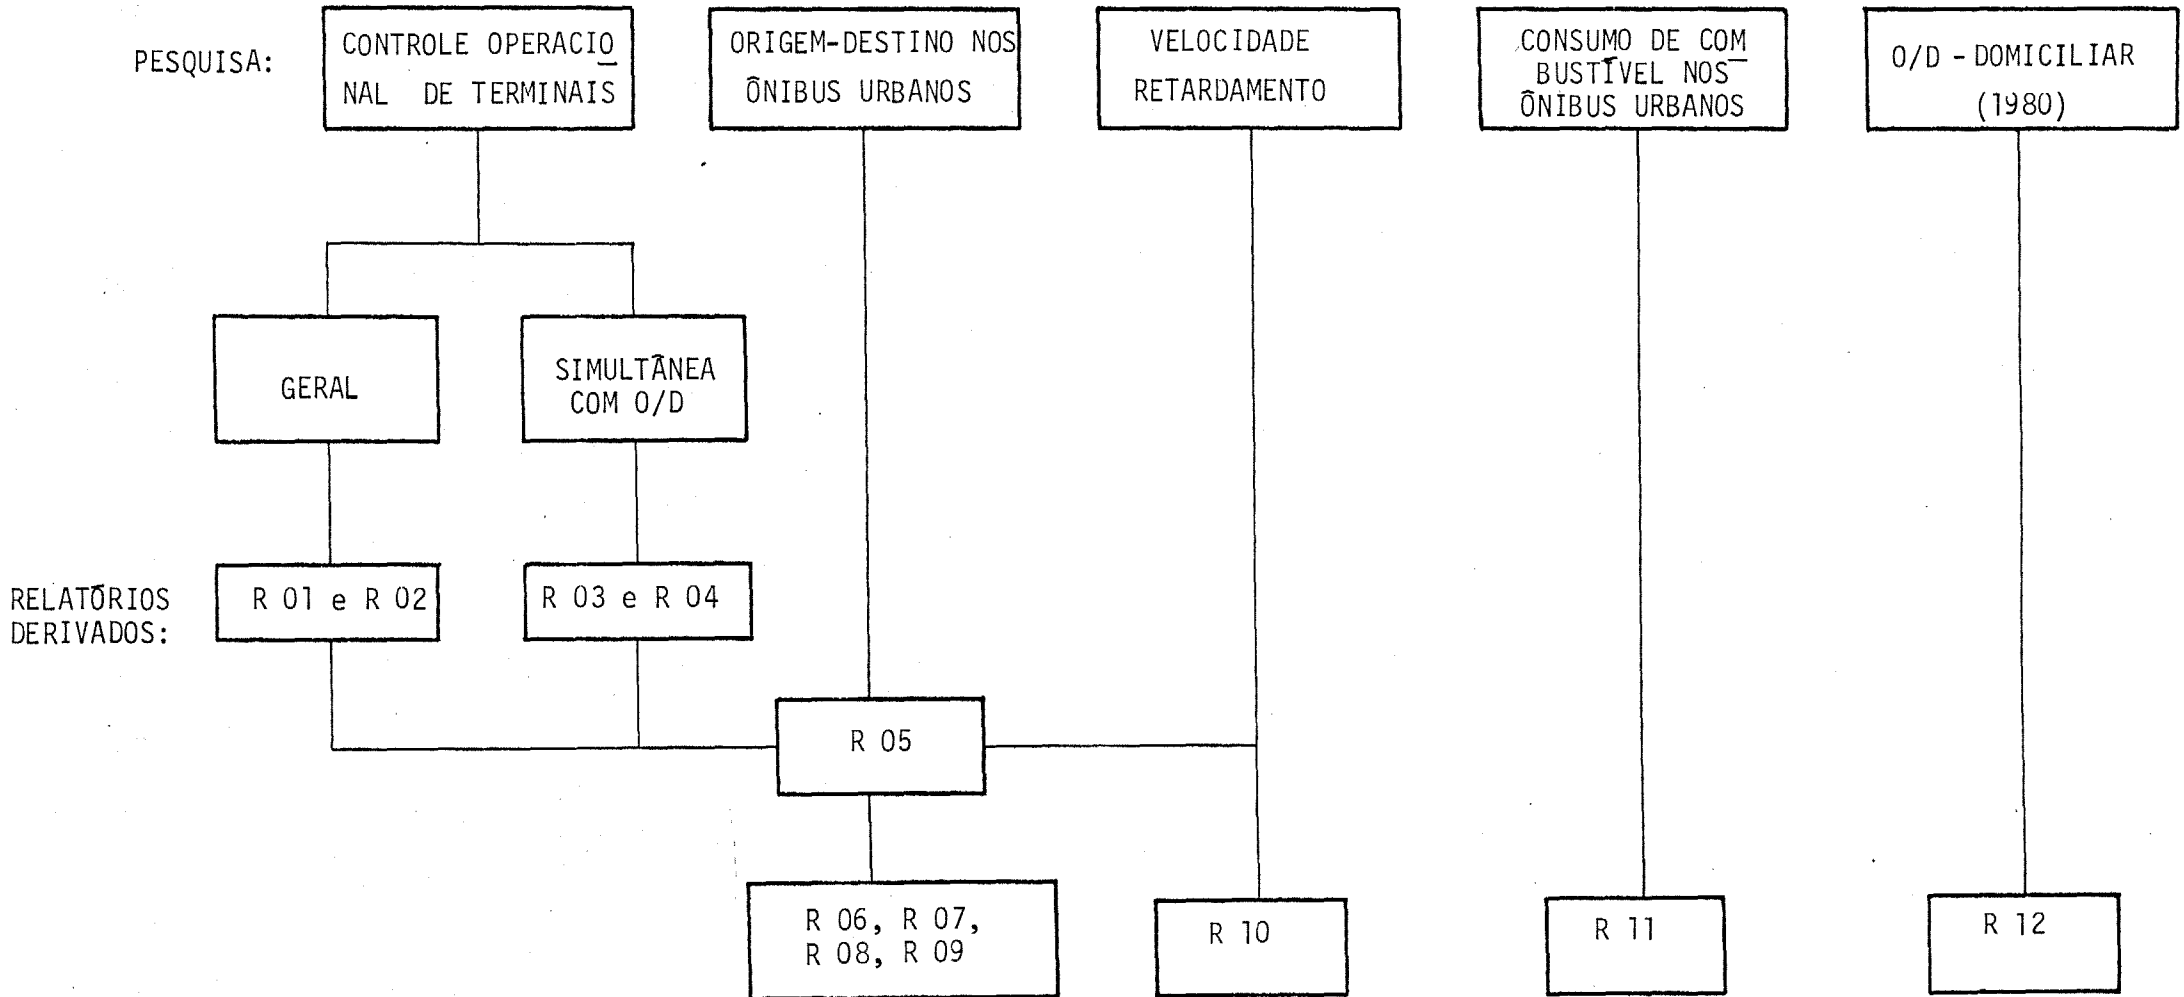 PESQUISA:
CONTROLE OPERACIO
NAL DE TERMINAIS
ORIGEM-DESTINO NOS
ÔNIBUS URBANOS
VELOCIDADE
RETARDAMENTO
CONSUMO DE COM
BUSTÍVEL NOS
ÔNIBUS URBANOS
O/D - DOMICILIAR
(1980)
GERAL
SIMULTÂNEA
COM O/D
RELATÓRIOS
DERIVADOS:
R 01 e R 02
R 03 e R 04
R 05
R 06, R 07,
R 08, R 09
R 10
R 11
R 12